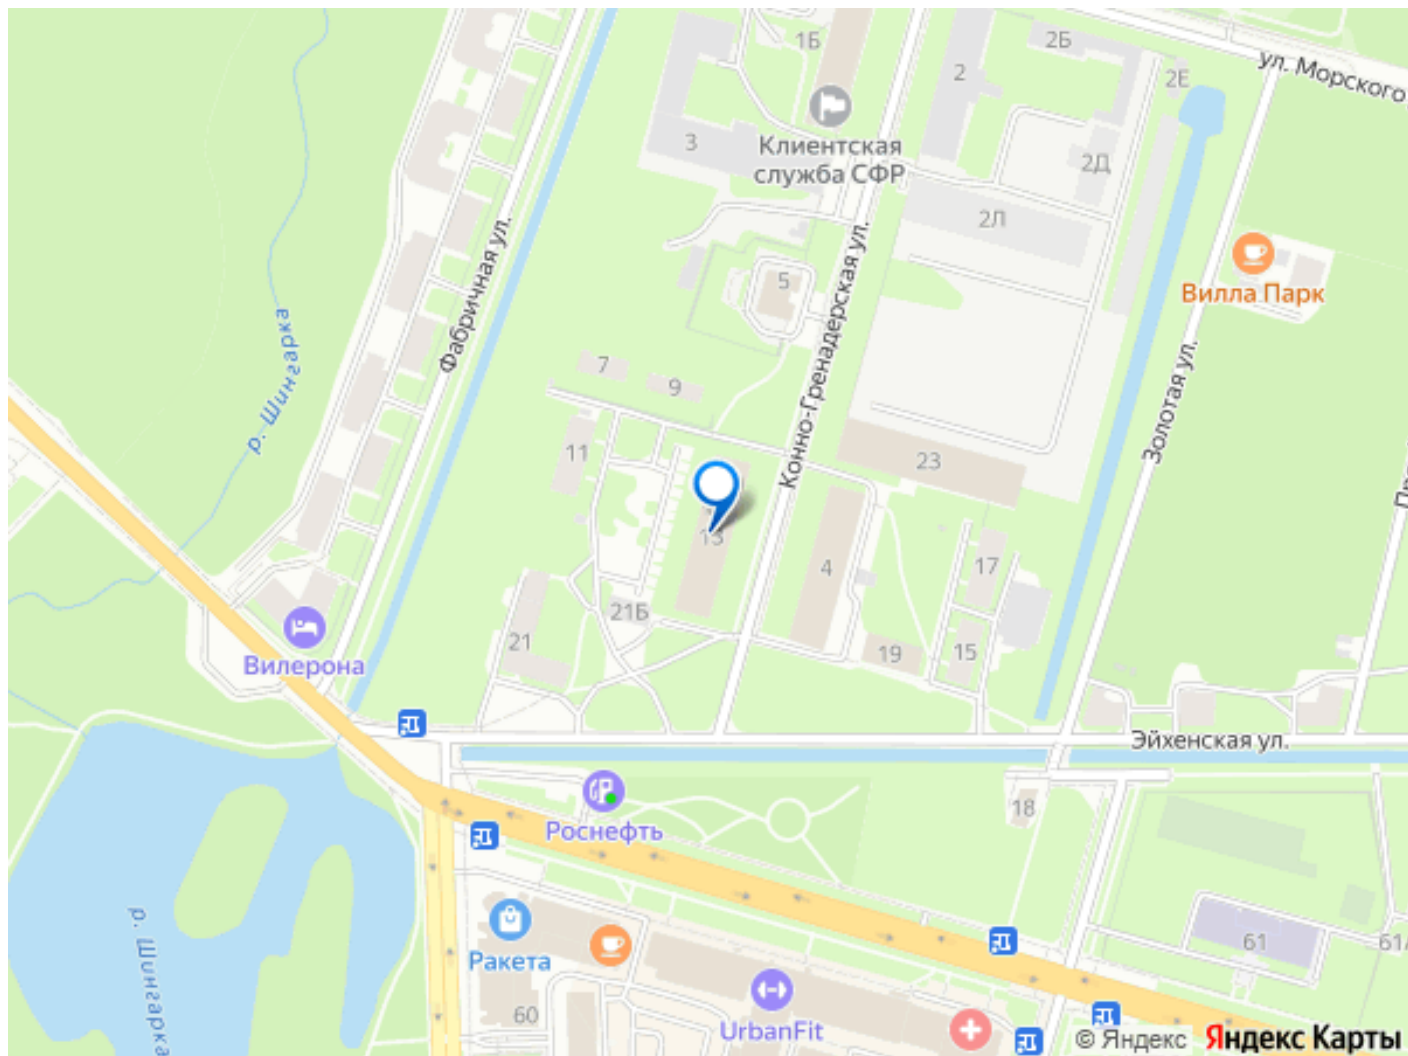 1Б
2Б
2
2Е
ул. Морского
3
Клиентская
служба СФР
2Д
2Л
Фабричная ул.
Конно-Гренадерская ул.
5
Вилла Парк
р. Шингарка
7
9
Золотая ул.
11
23
13
4
17
21Б
21
19
15
Вилерона
Эйхенская ул.
18
Роснефть
р. Шингарка
61
Ракета
60
UrbanFit
© Яндекс Яндекс Карты